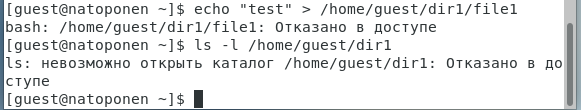 [guest@natoponen ~]$ echo "test" > /home/guest/dir1/file1
bash: /home/guest/dir1/file1: Отказано в доступе
[guest@natoponen ~]$ ls -l /home/guest/dir1
ls: невозможно открыть каталог /home/guest/dir1: Отказано в до
ступе
[guest@natoponen ~]$